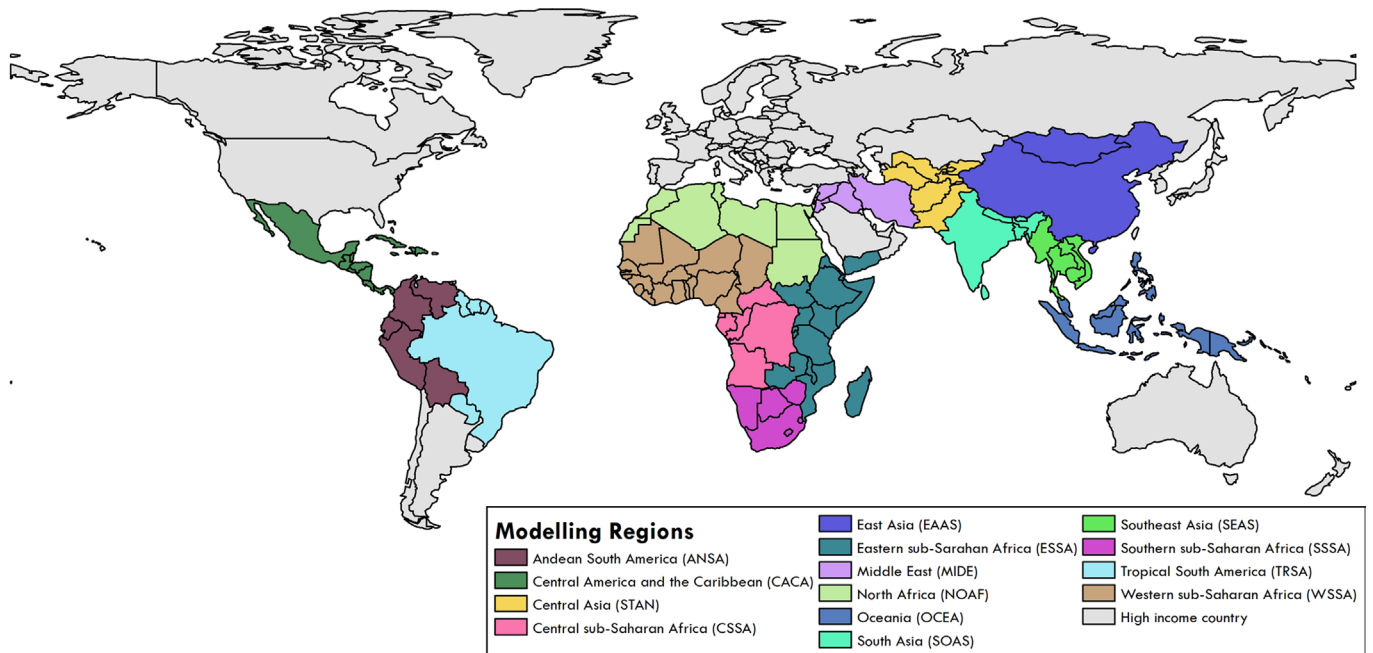 Modelling Regions
Andean South America (ANSA)
Central America and the Caribbean (CACA)
Central Asia (STAN)
Central sub-Saharan Africa (CSSA)
East Asia (EAAS)
Eastern sub-Sarahan Africa (ESSA)
Middle East (MIDE)
North Africa (NOAF)
Oceania (OCEA)
South Asia (SOAS)
Southeast Asia (SEAS)
Southern sub-Saharan Africa (SSSA)
Tropical South America (TRSA)
Western sub-Saharan Africa (WSSA)
High income country